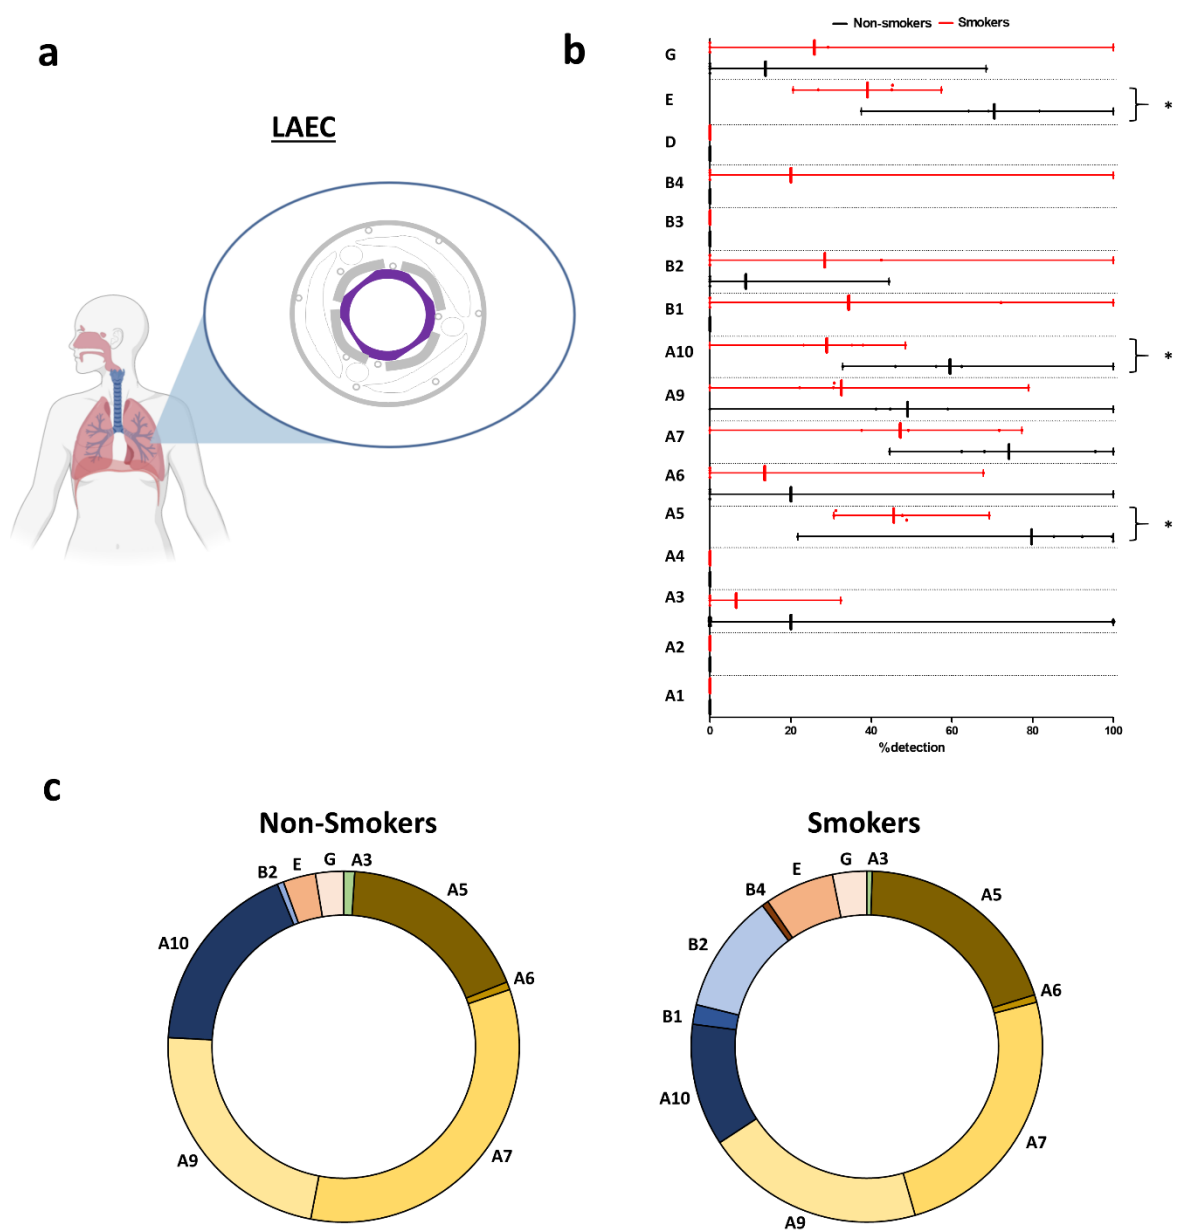 a
LAEC
b
Non-smokers Smokers
G
E
*
D
B4
B3
B2
B1
A10
*
A9
A7
A6
A5
*
A4
A3
A2
A1
0 20 40 60 80 100
%detection
c
Non-Smokers
B2 E G A3
A5
A10
A6
A9
A7
Smokers
B4 E G A3
A5
B2
A6
B1
A10
A7
A9